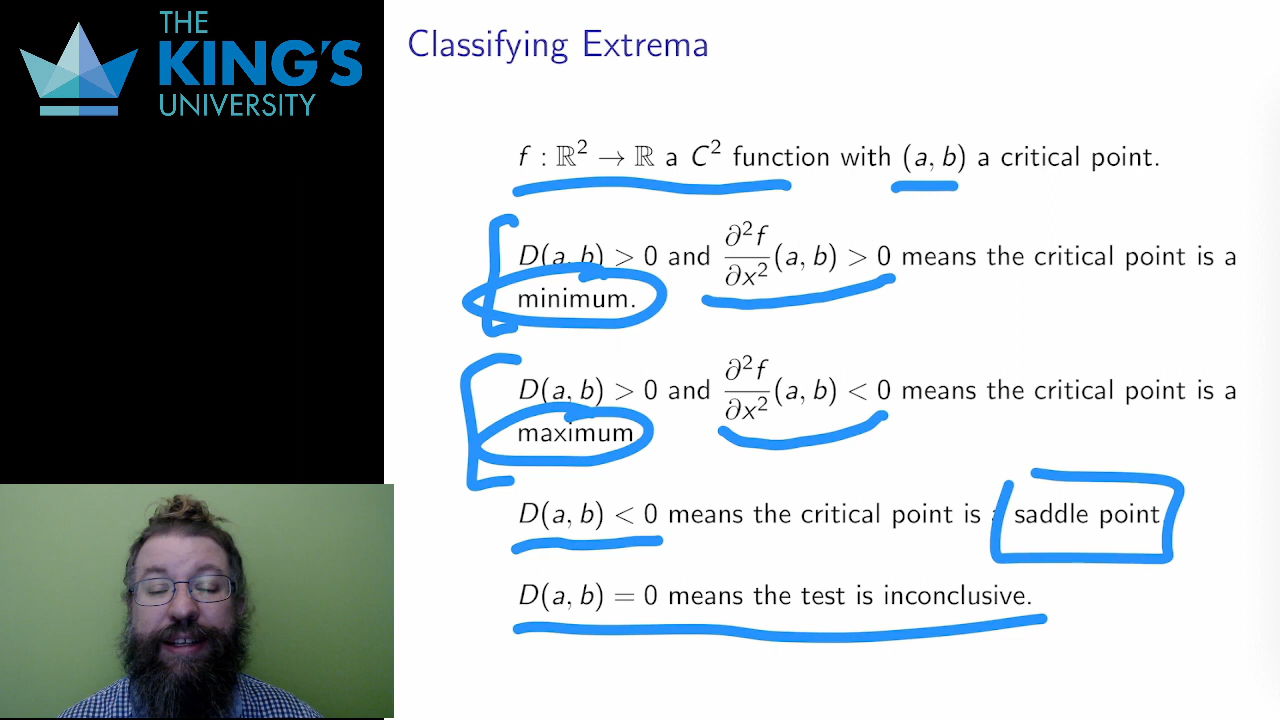 THE
KING'S
UNIVERSITY
Classifying Extrema
f : ℝ² → ℝ a C² function with (a, b) a critical point.
D(a, b) > 0 and ∂²f/∂x²(a, b) > 0 means the critical point is a
minimum.
D(a, b) > 0 and ∂²f/∂x²(a, b) < 0 means the critical point is a
maximum
D(a, b) < 0 means the critical point is a saddle point
D(a, b) = 0 means the test is inconclusive.